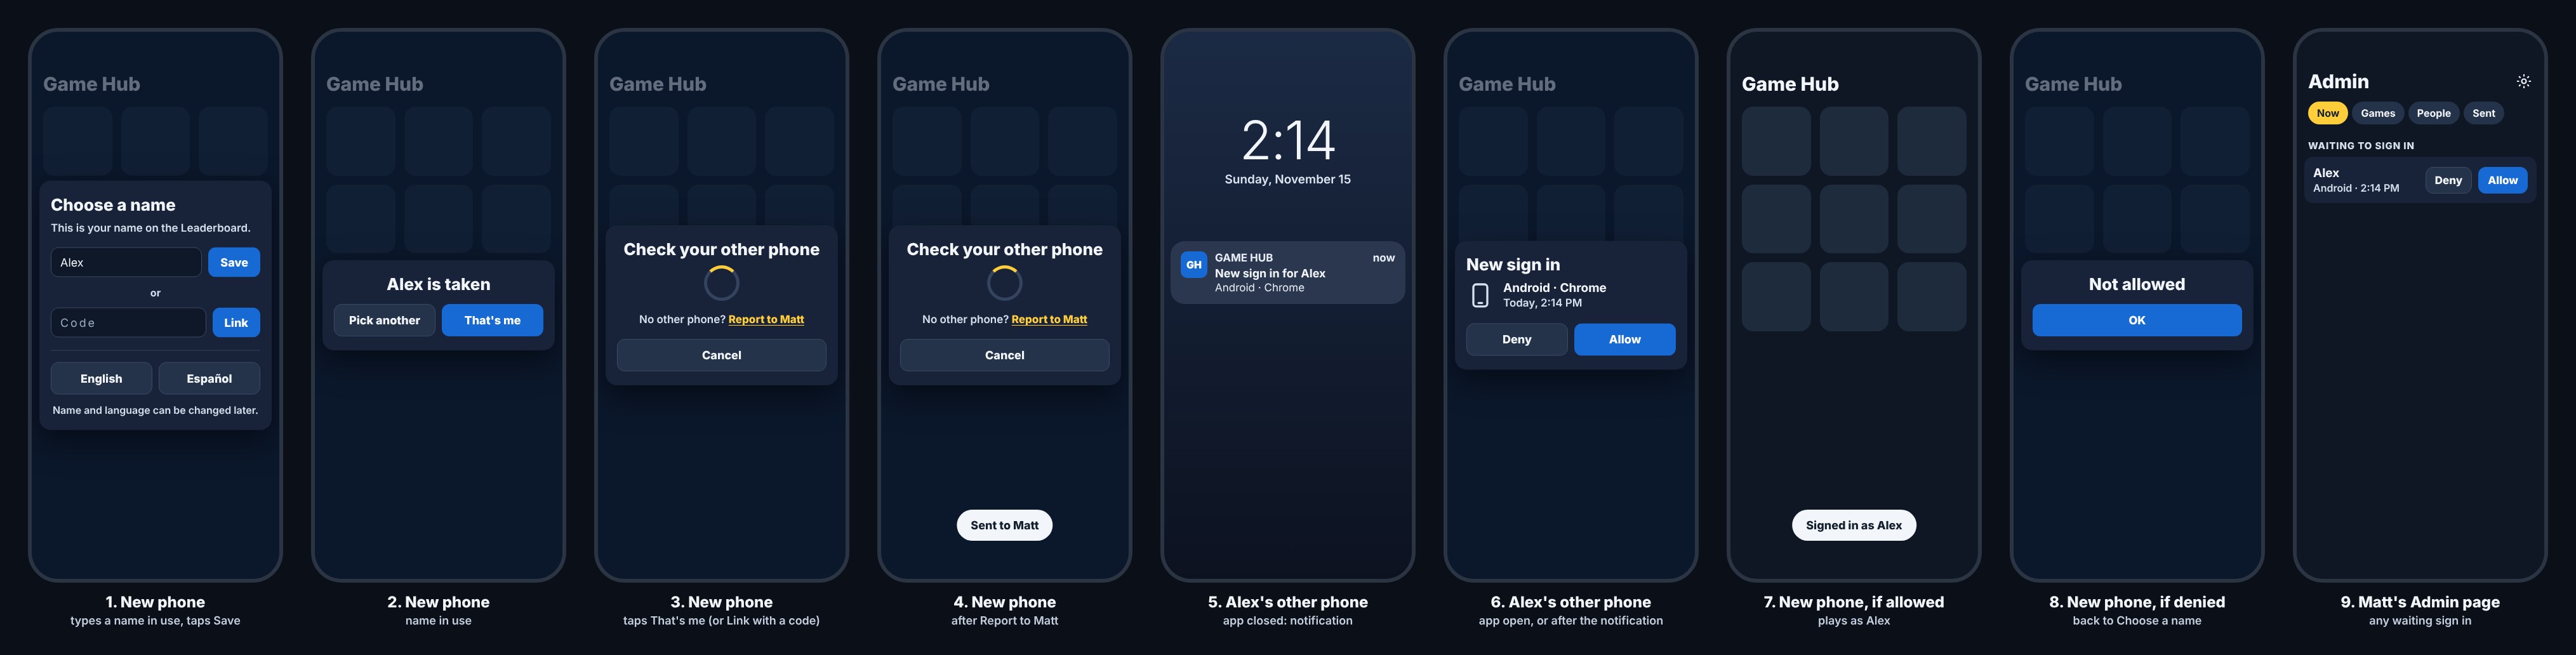 Game Hub
Choose a name
This is your name on the Leaderboard.
Alex
Save
or
Code
Link
English
Español
Name and language can be changed later.
1. New phone
types a name in use, taps Save
Game Hub
Alex is taken
Pick another
That's me
2. New phone
name in use
Game Hub
Check your other phone
No other phone? Report to Matt
Cancel
3. New phone
taps That's me (or Link with a code)
Game Hub
Check your other phone
No other phone? Report to Matt
Cancel
Sent to Matt
4. New phone
after Report to Matt
2:14
Sunday, November 15
GH
GAME HUB
now
New sign in for Alex
Android · Chrome
5. Alex's other phone
app closed: notification
Game Hub
New sign in
Android · Chrome
Today, 2:14 PM
Deny
Allow
6. Alex's other phone
app open, or after the notification
Game Hub
Signed in as Alex
7. New phone, if allowed
plays as Alex
Game Hub
Not allowed
OK
8. New phone, if denied
back to Choose a name
Admin
Now
Games
People
Sent
WAITING TO SIGN IN
Alex
Android · 2:14 PM
Deny
Allow
9. Matt's Admin page
any waiting sign in